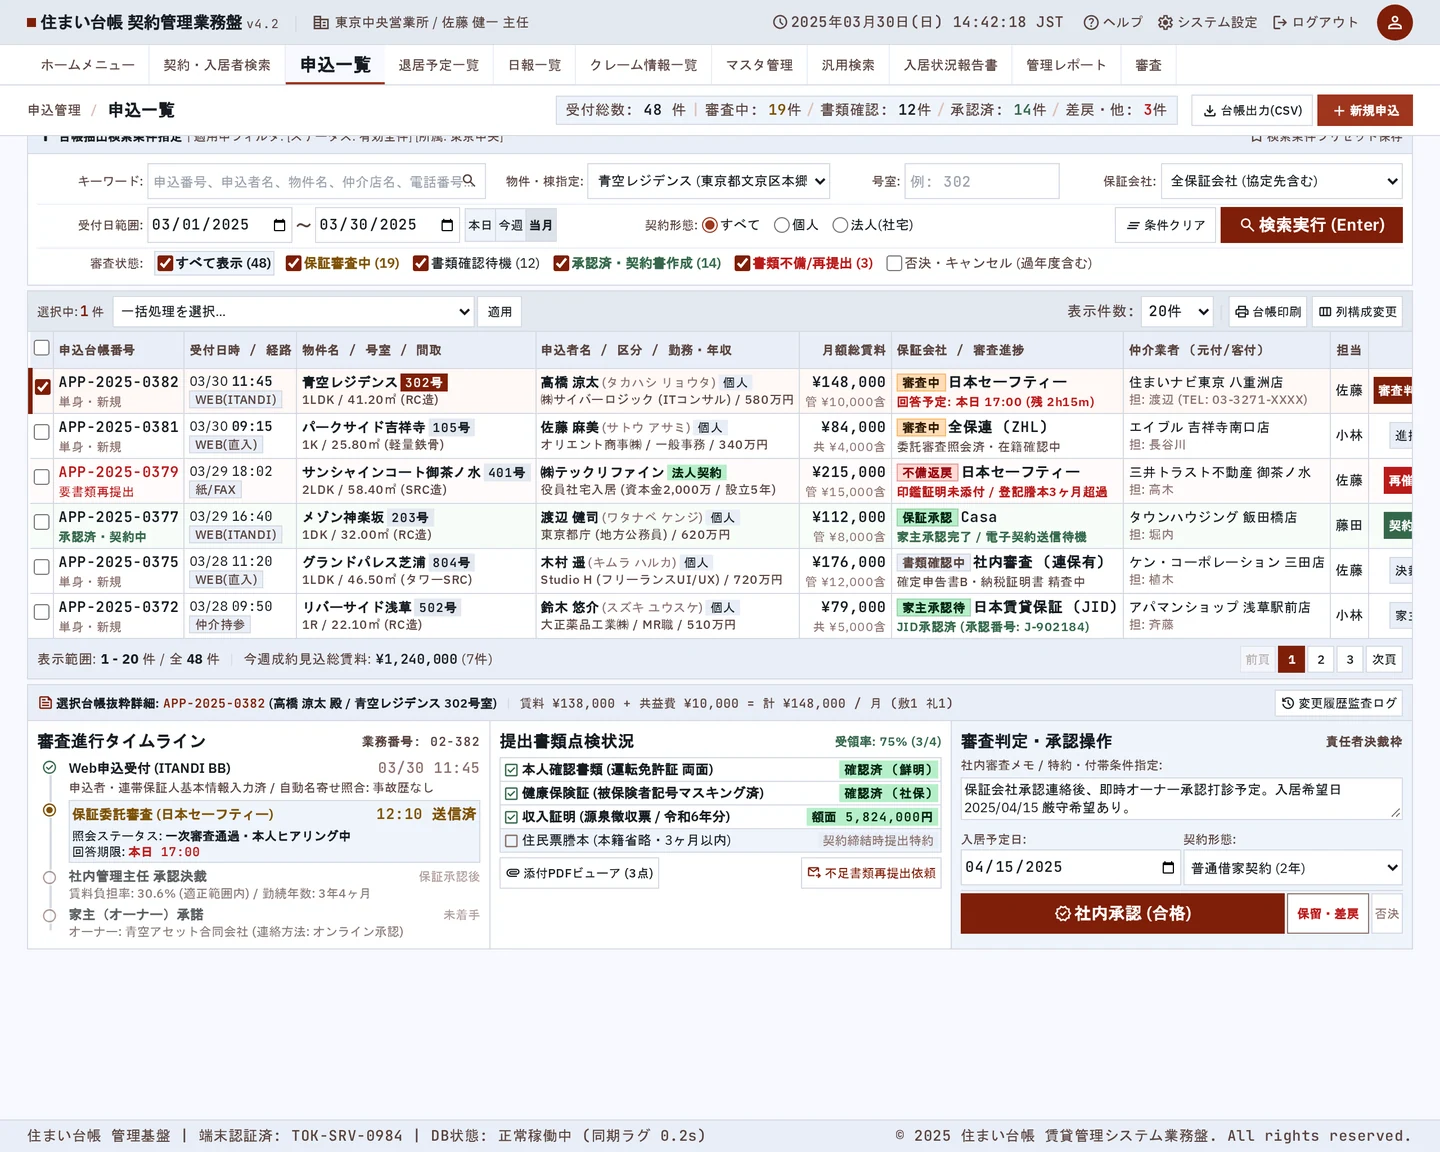 住まい台帳 契約管理業務盤 v4.2
東京中央営業所 / 佐藤 健一 主任
2025年03月30日(日) 14:42:18 JST
ヘルプ
システム設定
ログアウト
ホームメニュー
契約・入居者検索
申込一覧
退居予定一覧
日報一覧
クレーム情報一覧
マスタ管理
汎用検索
入居状況報告書
管理レポート
審査
申込管理 / 申込一覧
受付総数: 48 件 | 審査中: 19件 / 書類確認: 12件 / 承認済: 14件 / 差戻・他: 3件
台帳出力(CSV)
新規申込
台帳抽出検索条件指定 | 適用中フィルタ: [ステータス: 有効全件] [所属: 東京中央]
検索条件プリセット保存
キーワード: 申込番号、申込者名、物件名、仲介店名、電話番号
物件・棟指定: 青空レジデンス (東京都文京区本郷
号室: 例: 302
保証会社: 全保証会社 (協定先含む)
受付日範囲: 03/01/2025 〜 03/30/2025 本日 今週 当月
契約形態: すべて 個人 法人(社宅)
条件クリア
検索実行 (Enter)
審査状態: すべて表示 (48) 保証審査中 (19) 書類確認待機 (12) 承認済・契約書作成 (14) 書類不備/再提出 (3) 否決・キャンセル (過年度含む)
選択中: 1 件 一括処理を選択... 適用
表示件数: 20件 台帳印刷 列構成変更
申込台帳番号 受付日時 / 経路 物件名 / 号室 / 間取 申込者名 / 区分 / 勤務・年収 月額総賃料 保証会社 / 審査進捗 仲介業者 (元付/客付) 担当
APP-2025-0382 03/30 11:45 青空レジデンス 302号 高橋 涼太 (タカハシ リョウタ) 個人 ¥148,000 審査中 日本セーフティー 住まいナビ東京 八重洲店 佐藤
単身・新規 WEB(ITANDI) 1LDK / 41.20㎡ (RC造) ㈱サイバーロジック (ITコンサル) / 580万円 管 ¥10,000含 回答予定: 本日 17:00 (残 2h15m) 担: 渡辺 (TEL: 03-3271-XXXX)
APP-2025-0381 03/30 09:15 パークサイド吉祥寺 105号 佐藤 麻美 (サトウ アサミ) 個人 ¥84,000 審査中 全保連 (ZHL) エイブル 吉祥寺南口店 小林
単身・新規 WEB(直入) 1K / 25.80㎡ (軽量鉄骨) オリエント商事㈱ / 一般事務 / 340万円 共 ¥4,000含 委託審査照会済・在籍確認中 担: 長谷川
APP-2025-0379 03/29 18:02 サンシャインコート御茶ノ水 401号 ㈱テックリファイン 法人契約 ¥215,000 不備返戻 日本セーフティー 三井トラスト不動産 御茶ノ水 佐藤
要書類再提出 紙/FAX 2LDK / 58.40㎡ (SRC造) 役員社宅入居 (資本金2,000万 / 設立5年) 管 ¥15,000含 印鑑証明未添付 / 登記謄本3ヶ月超過 担: 高木
APP-2025-0377 03/29 16:40 メゾン神楽坂 203号 渡辺 健司 (ワタナベ ケンジ) 個人 ¥112,000 保証承認 Casa タウンハウジング 飯田橋店 藤田
承認済・契約中 WEB(ITANDI) 1DK / 32.00㎡ (RC造) 東京都庁 (地方公務員) / 620万円 管 ¥8,000含 家主承認完了 / 電子契約送信待機 担: 堀内
APP-2025-0375 03/28 11:20 グランドパレス芝浦 804号 木村 遥 (キムラ ハルカ) 個人 ¥176,000 書類確認中 社内審査 (連保有) ケン・コーポレーション 三田店 佐藤
単身・新規 WEB(直入) 1LDK / 46.50㎡ (タワーSRC) Studio H (フリーランスUI/UX) / 720万円 管 ¥12,000含 確定申告書B・納税証明書 精査中 担: 植木
APP-2025-0372 03/28 09:50 リバーサイド浅草 502号 鈴木 悠介 (スズキ ユウスケ) 個人 ¥79,000 家主承認待 日本賃貸保証 (JID) アパマンショップ 浅草駅前店 小林
単身・新規 仲介持参 1R / 22.10㎡ (RC造) 大正薬品工業㈱ / MR職 / 510万円 共 ¥5,000含 JID承認済 (承認番号: J-902184) 担: 斉藤
表示範囲: 1 - 20 件 / 全 48 件 今週成約見込総賃料: ¥1,240,000 (7件)
前頁 1 2 3 次頁
選択台帳抜粋詳細: APP-2025-0382 (高橋 涼太 殿 / 青空レジデンス 302号室) 賃料 ¥138,000 + 共益費 ¥10,000 = 計 ¥148,000 / 月 (敷1 礼1)
変更履歴監査ログ
審査進行タイムライン 業務番号: 02-382
Web申込受付 (ITANDI BB) 03/30 11:45
申込者・連帯保証人基本情報入力済 / 自動名寄せ照合: 事故歴なし
保証委託審査 (日本セーフティー) 12:10 送信済
照会ステータス: 一次審査通過・本人ヒアリング中
回答期限: 本日 17:00
社内管理主任 承認決裁 保証承認後
賃料負担率: 30.6% (適正範囲内) / 勤続年数: 3年4ヶ月
家主（オーナー）承諾 未着手
オーナー: 青空アセット合同会社 (連絡方法: オンライン承認)
提出書類点検状況 受領率: 75% (3/4)
本人確認書類 (運転免許証 両面) 確認済 (鮮明)
健康保険証 (被保険者記号マスキング済) 確認済 (社保)
収入証明 (源泉徴収票 / 令和6年分) 額面 5,824,000円
住民票謄本 (本籍省略・3ヶ月以内) 契約締結時提出特約
添付PDFビューア (3点)
不足書類再提出依頼
審査判定・承認操作 責任者決裁枠
社内審査メモ / 特約・付帯条件指定:
保証会社承認連絡後、即時オーナー承認打診予定。入居希望日
2025/04/15 厳守希望あり。
入居予定日: 契約形態:
04/15/2025 普通借家契約 (2年)
社内承認 (合格) 保留・差戻 否決
住まい台帳 管理基盤 | 端末認証済: TOK-SRV-0984 | DB状態: 正常稼働中 (同期ラグ 0.2s)
© 2025 住まい台帳 賃貸管理システム業務盤. All rights reserved.